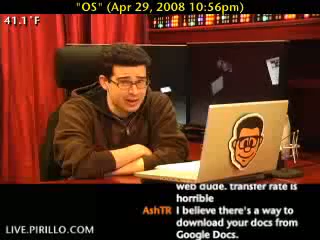 "OS" (Apr 29, 2008 10:56pm)
41.1°F
web dude. transfer rate is
horrible
AshTR I believe there's a way to
download your docs from
Google Docs.
LIVE.PIRILLO.COM